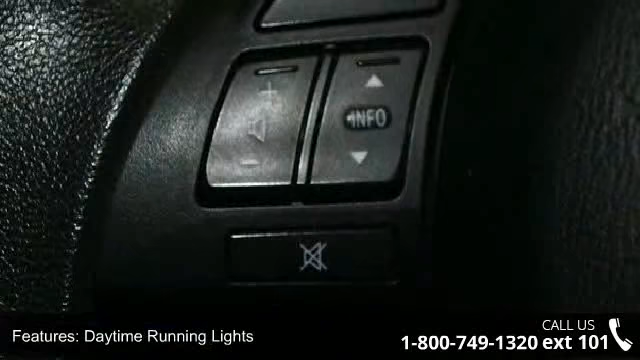 +
INFO
-
Features: Daytime Running Lights
CALL US
1-800-749-1320 ext 101